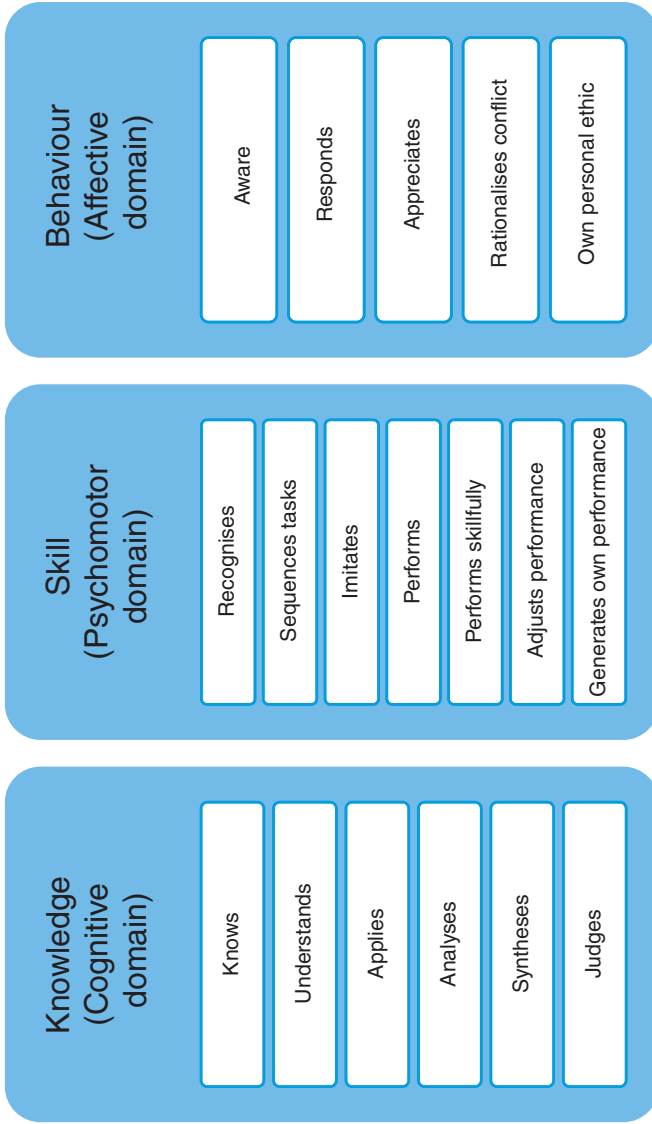 Knowledge
(Cognitive
domain)
Knows
Understands
Applies
Analyses
Syntheses
Judges
Skill
(Psychomotor
domain)
Recognises
Sequences tasks
Imitates
Performs
Performs skillfully
Adjusts performance
Generates own performance
Behaviour
(Affective
domain)
Aware
Responds
Appreciates
Rationalises conflict
Own personal ethic